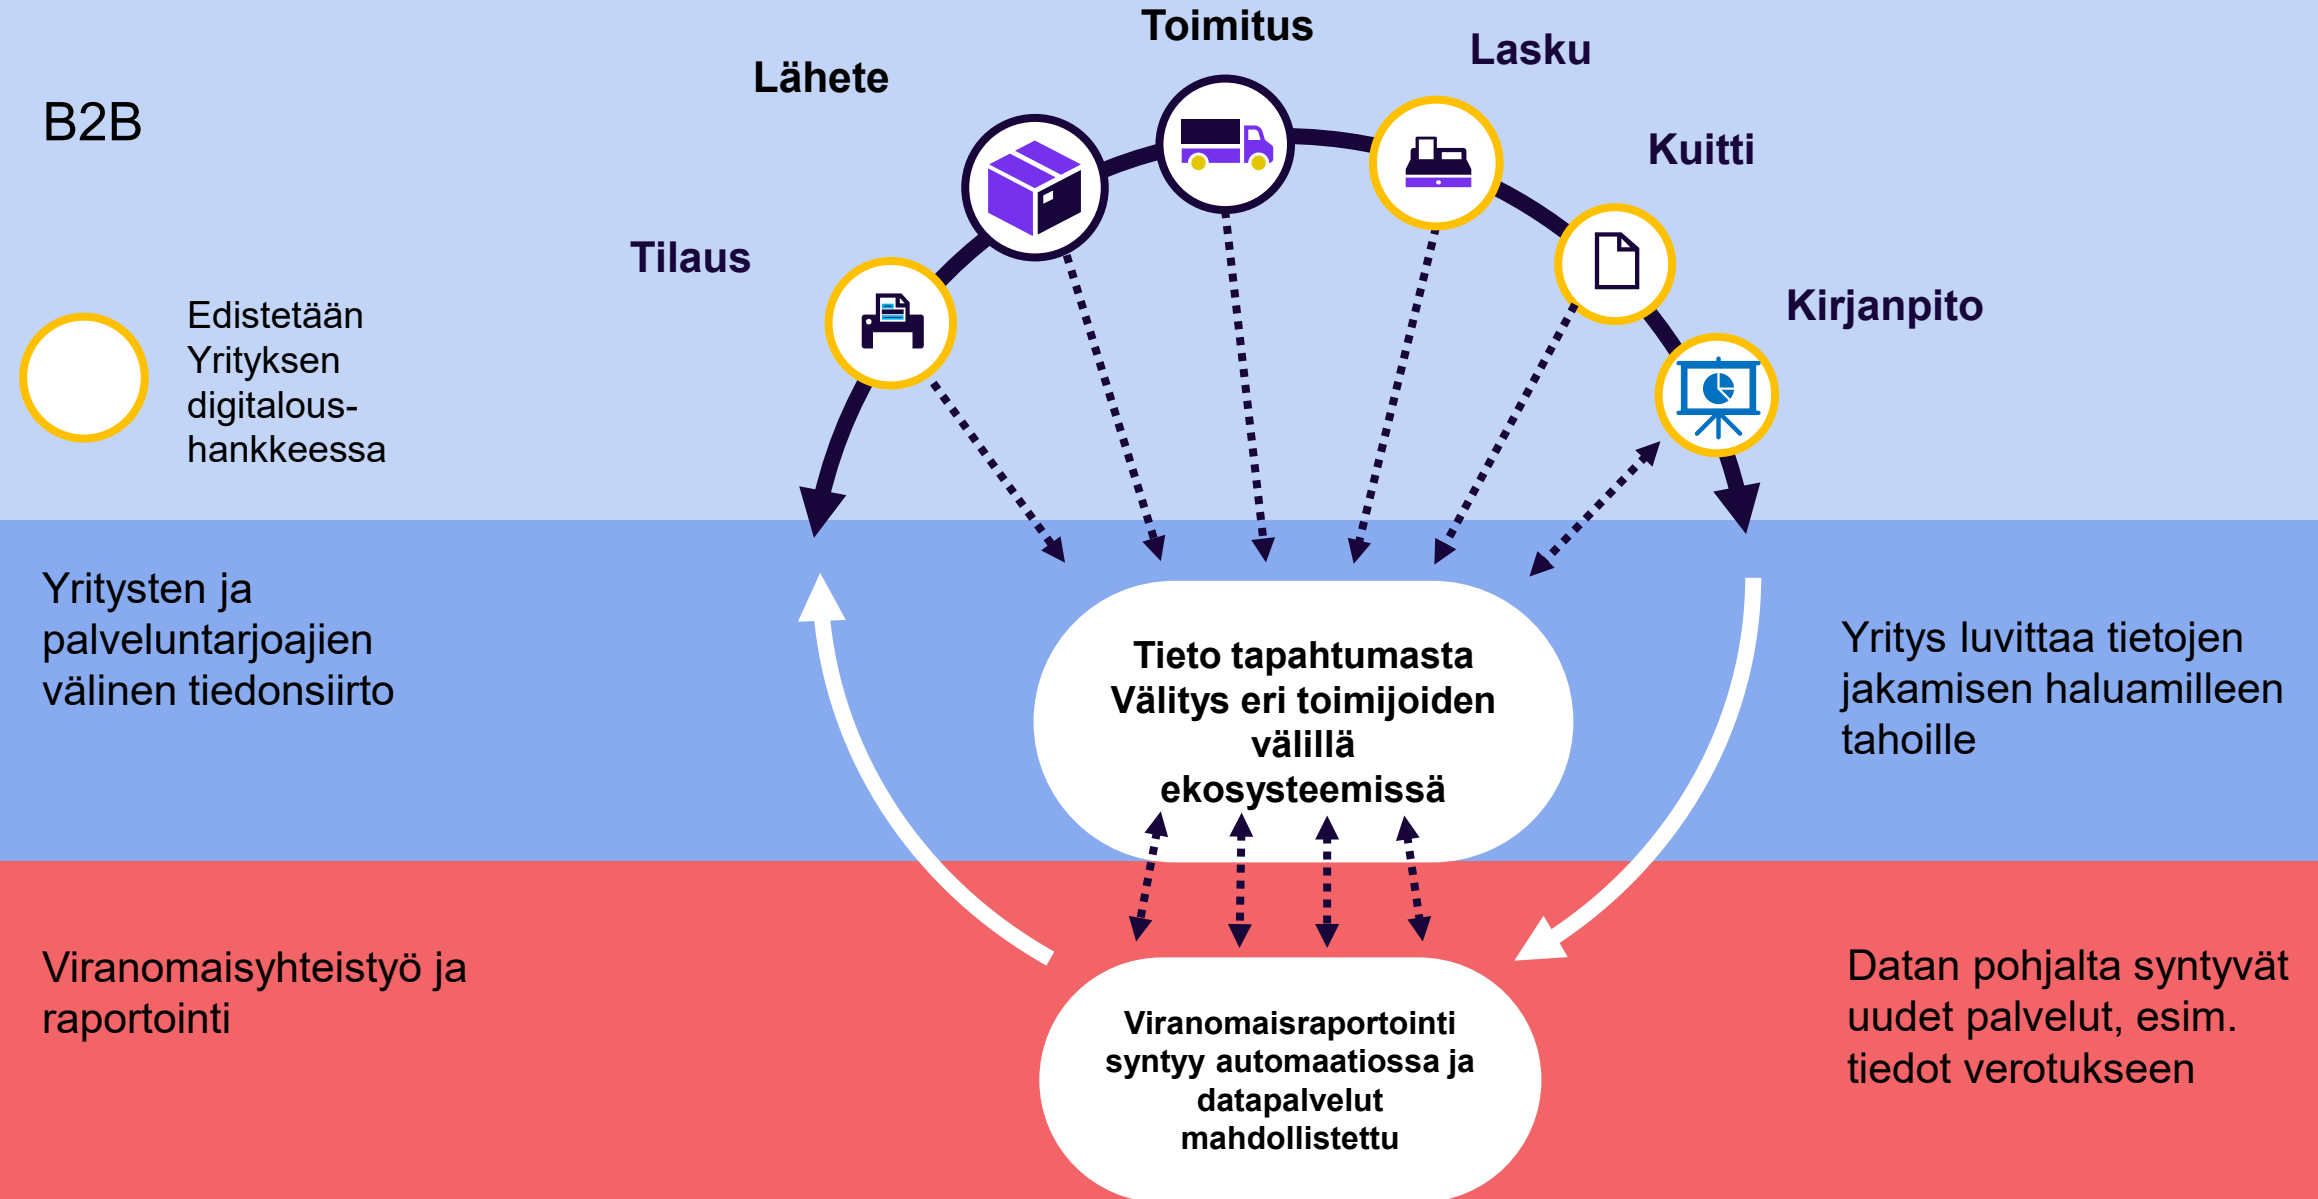 Toimitus
Lasku
Lähete
B2B
Kuitti
Tilaus
Kirjanpito
Edistetään
Yrityksen
digitalous-
hankkeessa
Yritysten ja
palveluntarjoajien
välinen tiedonsiirto
Tieto tapahtumasta
Välitys eri toimijoiden
välillä
ekosysteemissä
Yritys luvittaa tietojen
jakamisen haluamilleen
tahoille
Viranomaisyhteistyö ja
raportointi
Viranomaisraportointi
syntyy automaatiossa ja
datapalvelut
mahdollistettu
Datan pohjalta syntyvät
uudet palvelut, esim.
tiedot verotukseen